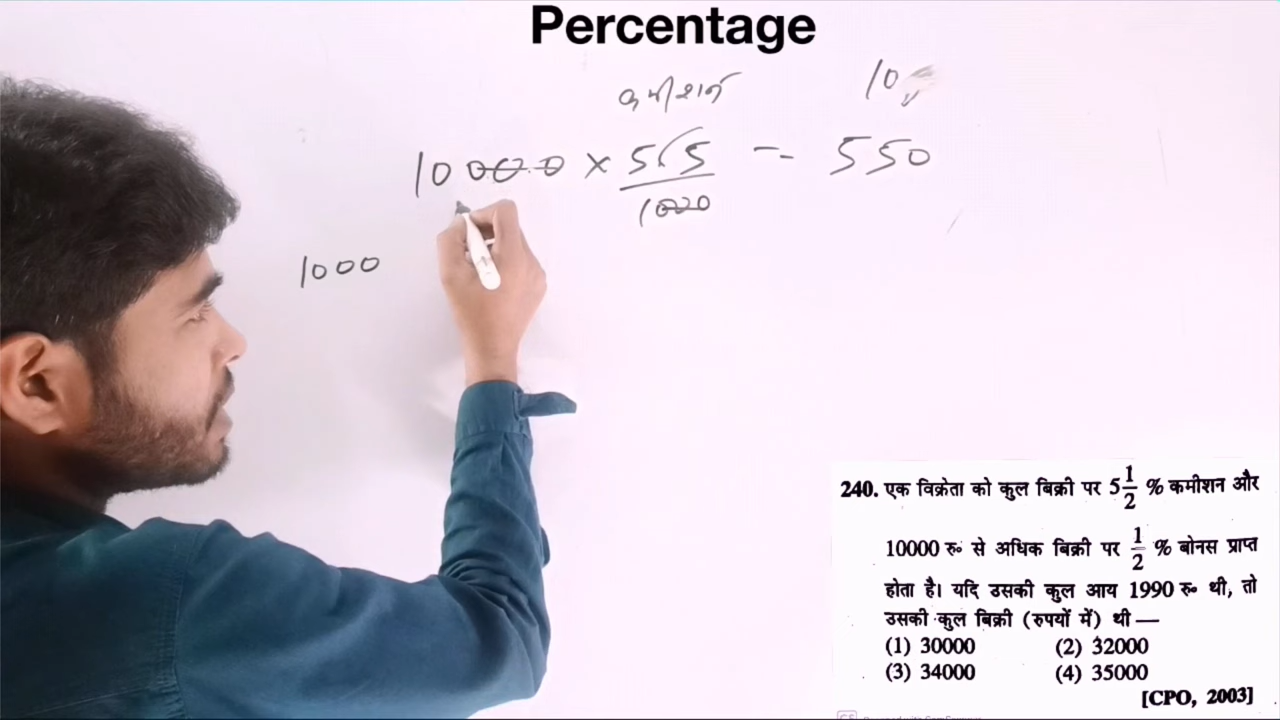 Percentage
कमीशन
10
10000 × 5.5 = 550
1000
1000
240. एक विक्रेता को कुल बिक्री पर 5 1/2 % कमीशन और
10000 रु० से अधिक बिक्री पर 1/2 % बोनस प्राप्त
होता है। यदि उसकी कुल आय 1990 रु० थी, तो
उसकी कुल बिक्री (रुपयों में) थी —
(1) 30000 (2) 32000
(3) 34000 (4) 35000
[CPO, 2003]